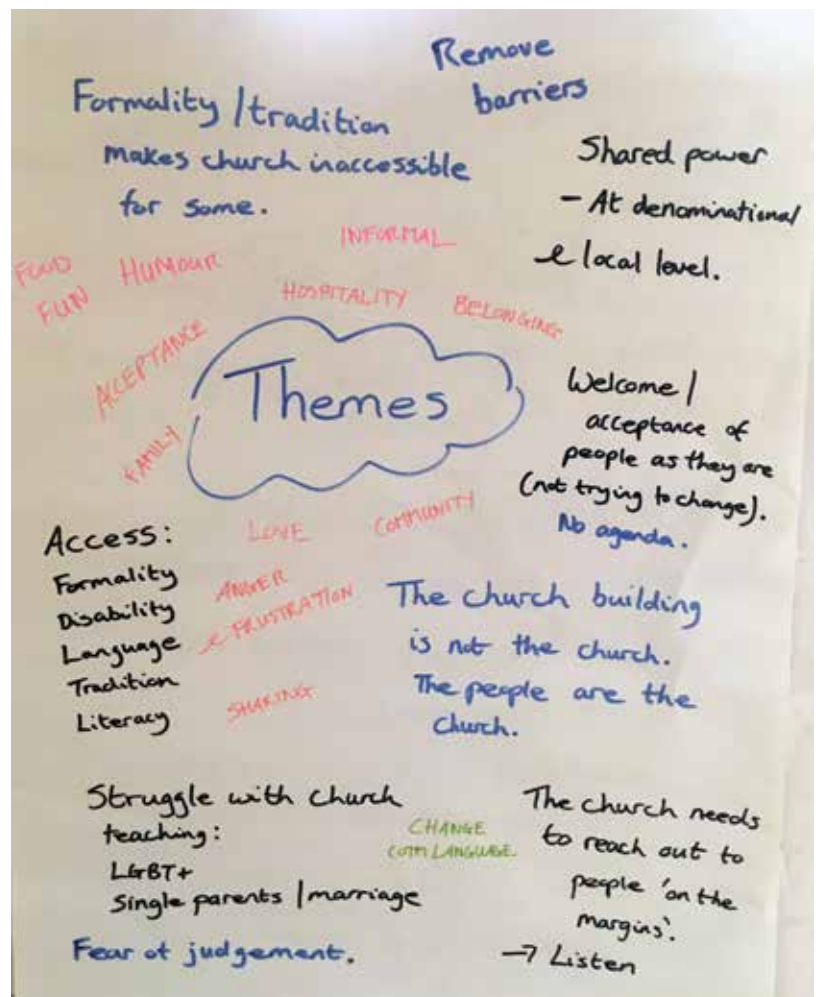 Remove
barriers
Formality/tradition
makes church inaccessible
for some.
Shared power
- At denominational
& local level.
INFORMAL
FOOD
FUN
HUMOUR
HOSPITALITY
BELONGING
ACCEPTANCE
FAMILY
Themes
Welcome/
acceptance of
people as they are
(not trying to change).
No agenda.
LOVE
COMMUNITY
Access:
Formality
Disability
Language
Tradition
Literacy
ANGER
& FRUSTRATION
SHARING
The church building
is not the church.
The people are the
church.
Struggle with church
teaching:
LGBT+
Single parents/marriage
Fear of judgement.
CHANGE
LANGUAGE
The church needs
to reach out to
people 'on the
margins'.
→ Listen